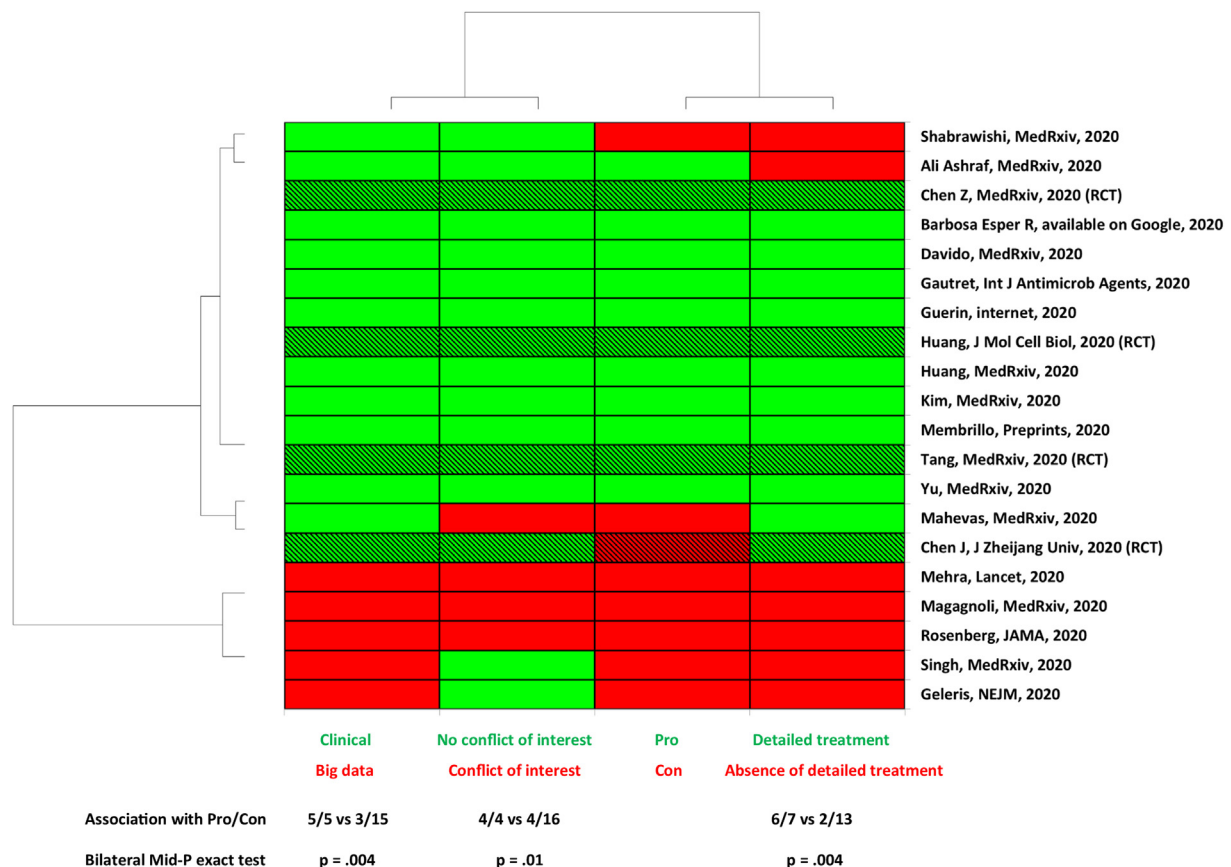 Shabrawishi, MedRxiv, 2020
Ali Ashraf, MedRxiv, 2020
Chen Z, MedRxiv, 2020 (RCT)
Barbosa Esper R, available on Google, 2020
Davido, MedRxiv, 2020
Gautret, Int J Antimicrob Agents, 2020
Guerin, internet, 2020
Huang, J Mol Cell Biol, 2020 (RCT)
Huang, MedRxiv, 2020
Kim, MedRxiv, 2020
Membrillo, Preprints, 2020
Tang, MedRxiv, 2020 (RCT)
Yu, MedRxiv, 2020
Mahevas, MedRxiv, 2020
Chen J, J Zheijang Univ, 2020 (RCT)
Mehra, Lancet, 2020
Magagnoli, MedRxiv, 2020
Rosenberg, JAMA, 2020
Singh, MedRxiv, 2020
Geleris, NEJM, 2020
Clinical No conflict of interest Pro Detailed treatment
Big data Conflict of interest Con Absence of detailed treatment
Association with Pro/Con 5/5 vs 3/15 4/4 vs 4/16 6/7 vs 2/13
Bilateral Mid-P exact test p = .004 p = .01 p = .004